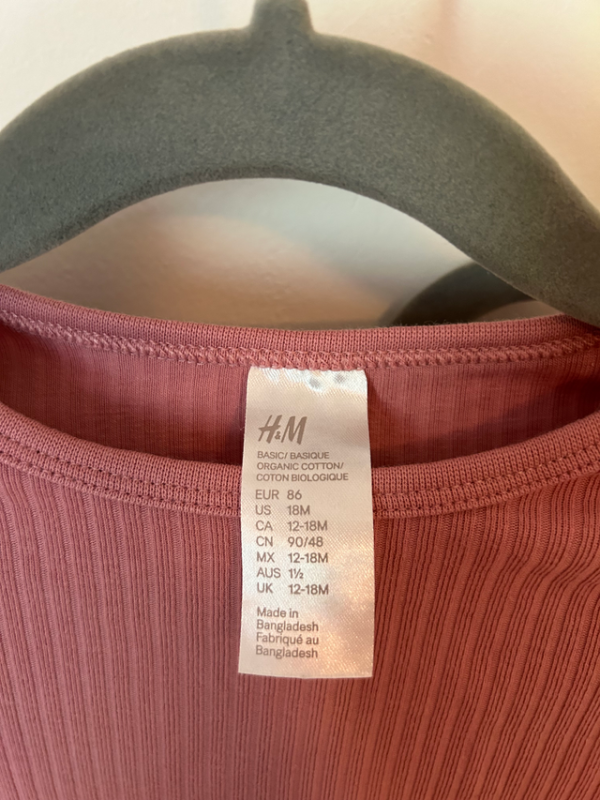 H&M
BASIC/ BASIQUE
ORGANIC COTTON/
COTON BIOLOGIQUE
EUR 86
US 18M
CA 12-18M
CN 90/48
MX 12-18M
AUS 1½
UK 12-18M
Made in
Bangladesh
Fabriqué au
Bangladesh